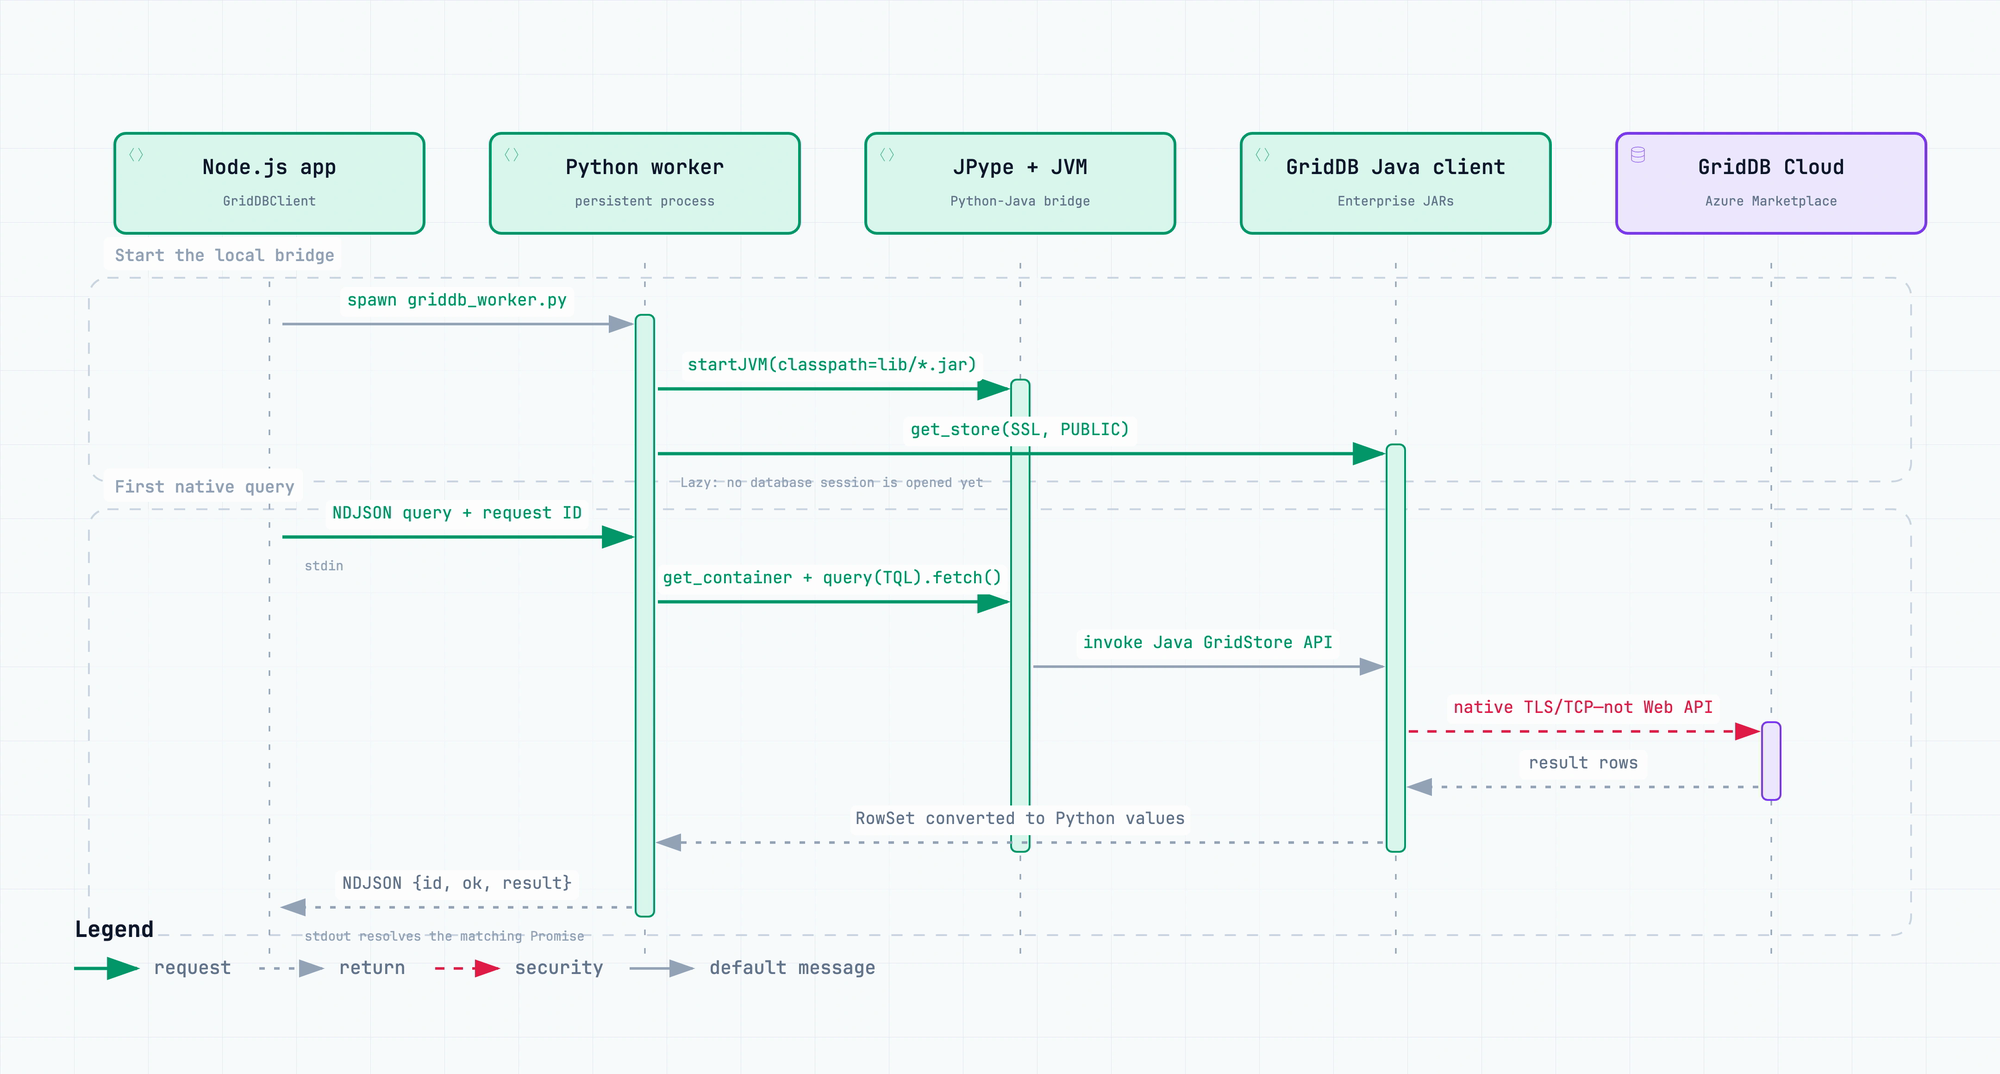 Node.js app
GridDBClient
Python worker
persistent process
JPype + JVM
Python-Java bridge
GridDB Java client
Enterprise JARs
GridDB Cloud
Azure Marketplace
Start the local bridge
spawn griddb_worker.py
startJVM(classpath=lib/*.jar)
get_store(SSL, PUBLIC)
Lazy: no database session is opened yet
First native query
NDJSON query + request ID
stdin
get_container + query(TQL).fetch()
invoke Java GridStore API
native TLS/TCP—not Web API
result rows
RowSet converted to Python values
NDJSON {id, ok, result}
stdout resolves the matching Promise
Legend
request
return
security
default message